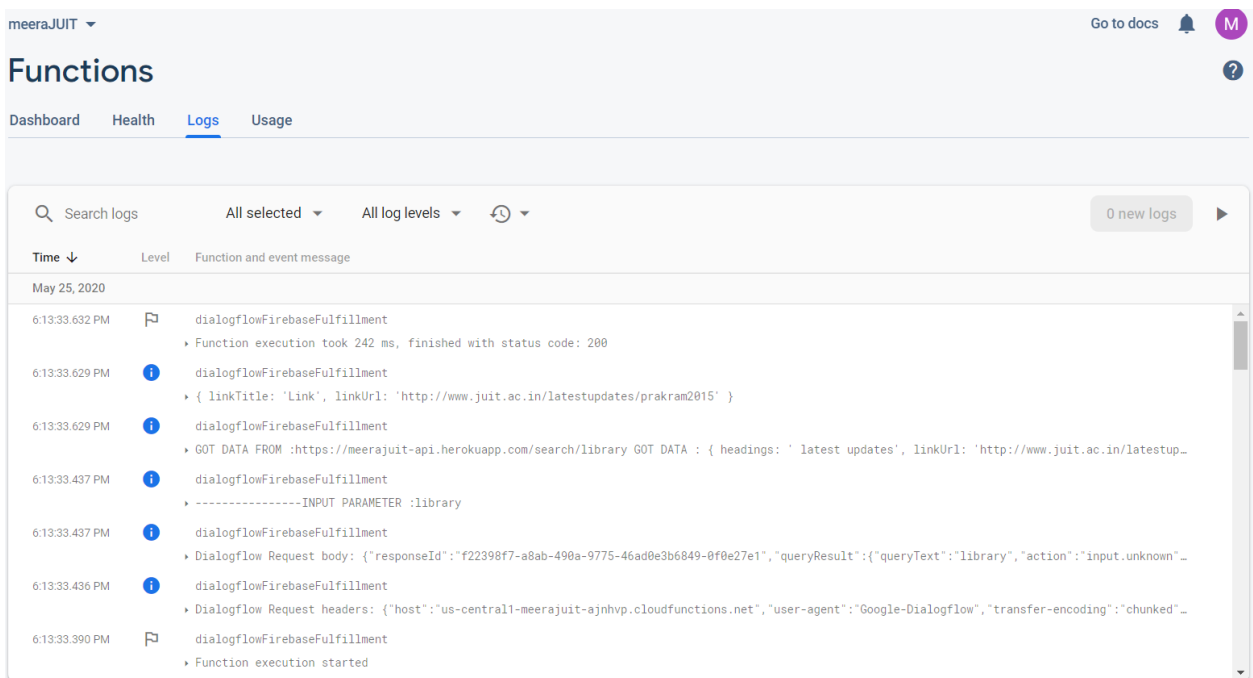 meeraJUIT
Go to docs
M
Functions
?
Dashboard Health Logs Usage
Search logs All selected All log levels 0 new logs
Time Level Function and event message
May 25, 2020
6:13:33.632 PM dialogflowFirebaseFulfillment
Function execution took 242 ms, finished with status code: 200
6:13:33.629 PM dialogflowFirebaseFulfillment
{ linkTitle: 'Link', linkUrl: 'http://www.juit.ac.in/latestupdates/prakram2015' }
6:13:33.629 PM dialogflowFirebaseFulfillment
GOT DATA FROM :https://meerajuit-api.herokuapp.com/search/library GOT DATA : { headings: ' latest updates', linkUrl: 'http://www.juit.ac.in/latestup…
6:13:33.437 PM dialogflowFirebaseFulfillment
----------------INPUT PARAMETER :library
6:13:33.437 PM dialogflowFirebaseFulfillment
Dialogflow Request body: {"responseId":"f22398f7-a8ab-490a-9775-46ad0e3b6849-0f0e27e1","queryResult":{"queryText":"library","action":"input.unknown"…
6:13:33.436 PM dialogflowFirebaseFulfillment
Dialogflow Request headers: {"host":"us-central1-meerajuit-ajnhvp.cloudfunctions.net","user-agent":"Google-Dialogflow","transfer-encoding":"chunked"…
6:13:33.390 PM dialogflowFirebaseFulfillment
Function execution started